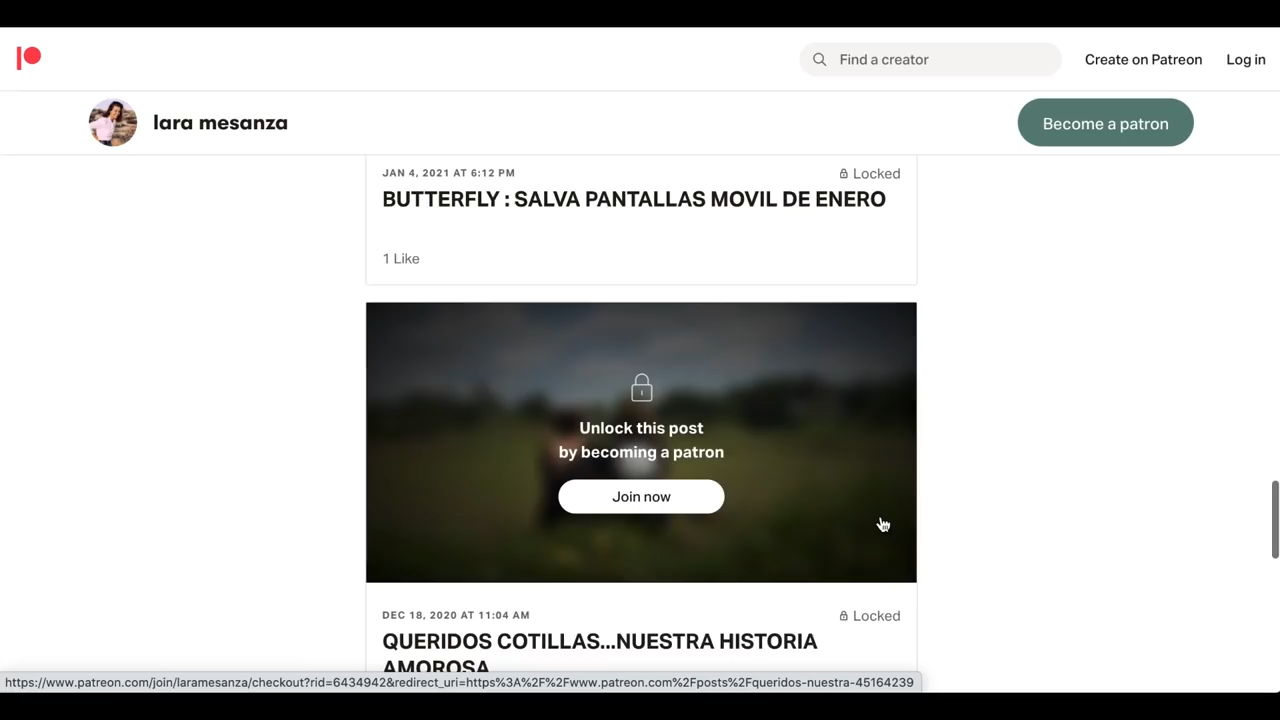 Find a creator
Create on Patreon
Log in
lara mesanza
Become a patron
JAN 4, 2021 AT 6:12 PM
Locked
BUTTERFLY : SALVA PANTALLAS MOVIL DE ENERO
1 Like
Unlock this post
by becoming a patron
Join now
DEC 18, 2020 AT 11:04 AM
Locked
QUERIDOS COTILLAS...NUESTRA HISTORIA
AMOROSA
https://www.patreon.com/join/laramesanza/checkout?rid=6434942&redirect_uri=https%3A%2F%2Fwww.patreon.com%2Fposts%2Fqueridos-nuestra-45164239